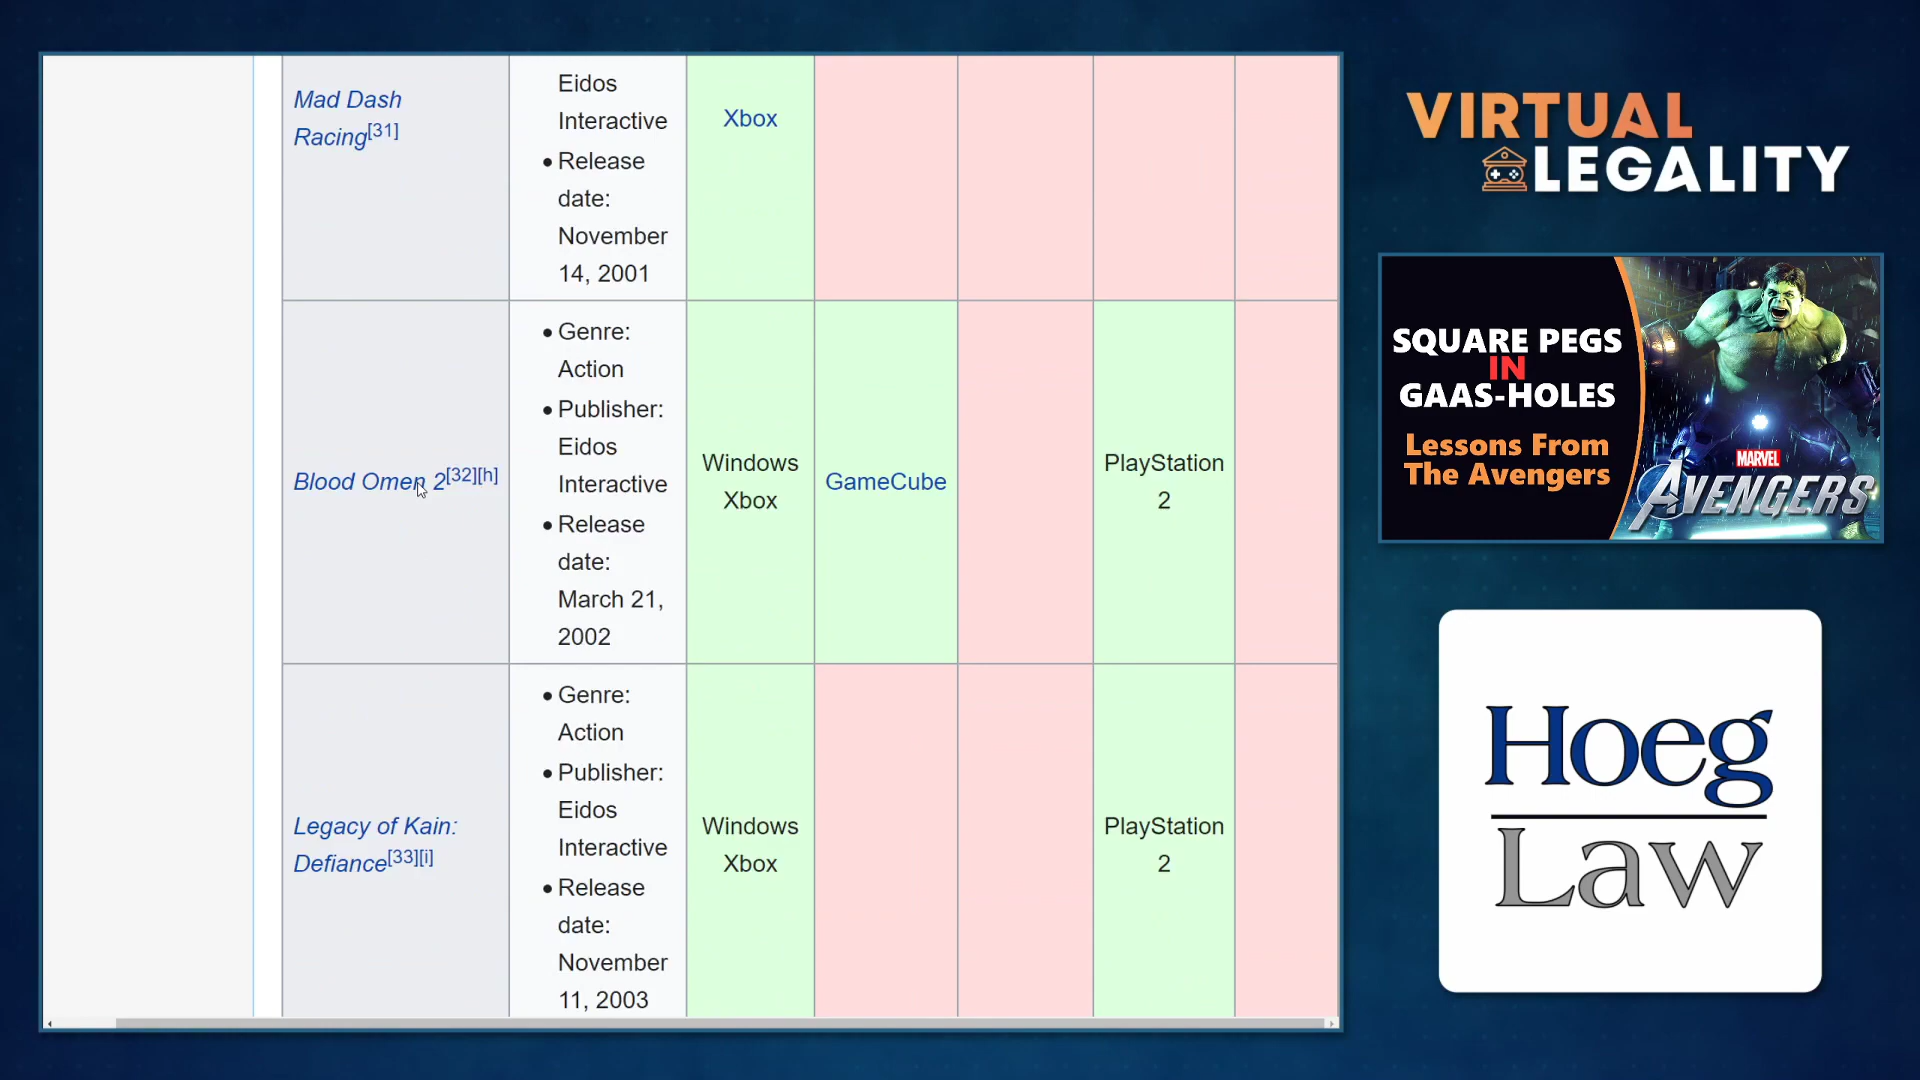 Mad Dash
Racing[31]
Eidos
Interactive
• Release
date:
November
14, 2001
Xbox
Blood Omen 2[32][h]
• Genre:
Action
• Publisher:
Eidos
Interactive
• Release
date:
March 21,
2002
Windows
Xbox
GameCube
PlayStation
2
Legacy of Kain:
Defiance[33][i]
• Genre:
Action
• Publisher:
Eidos
Interactive
• Release
date:
November
11, 2003
Windows
Xbox
PlayStation
2
VIRTUAL
LEGALITY
SQUARE PEGS
IN
GAAS-HOLES
Lessons From
The Avengers
MARVEL
AVENGERS
Hoeg
Law